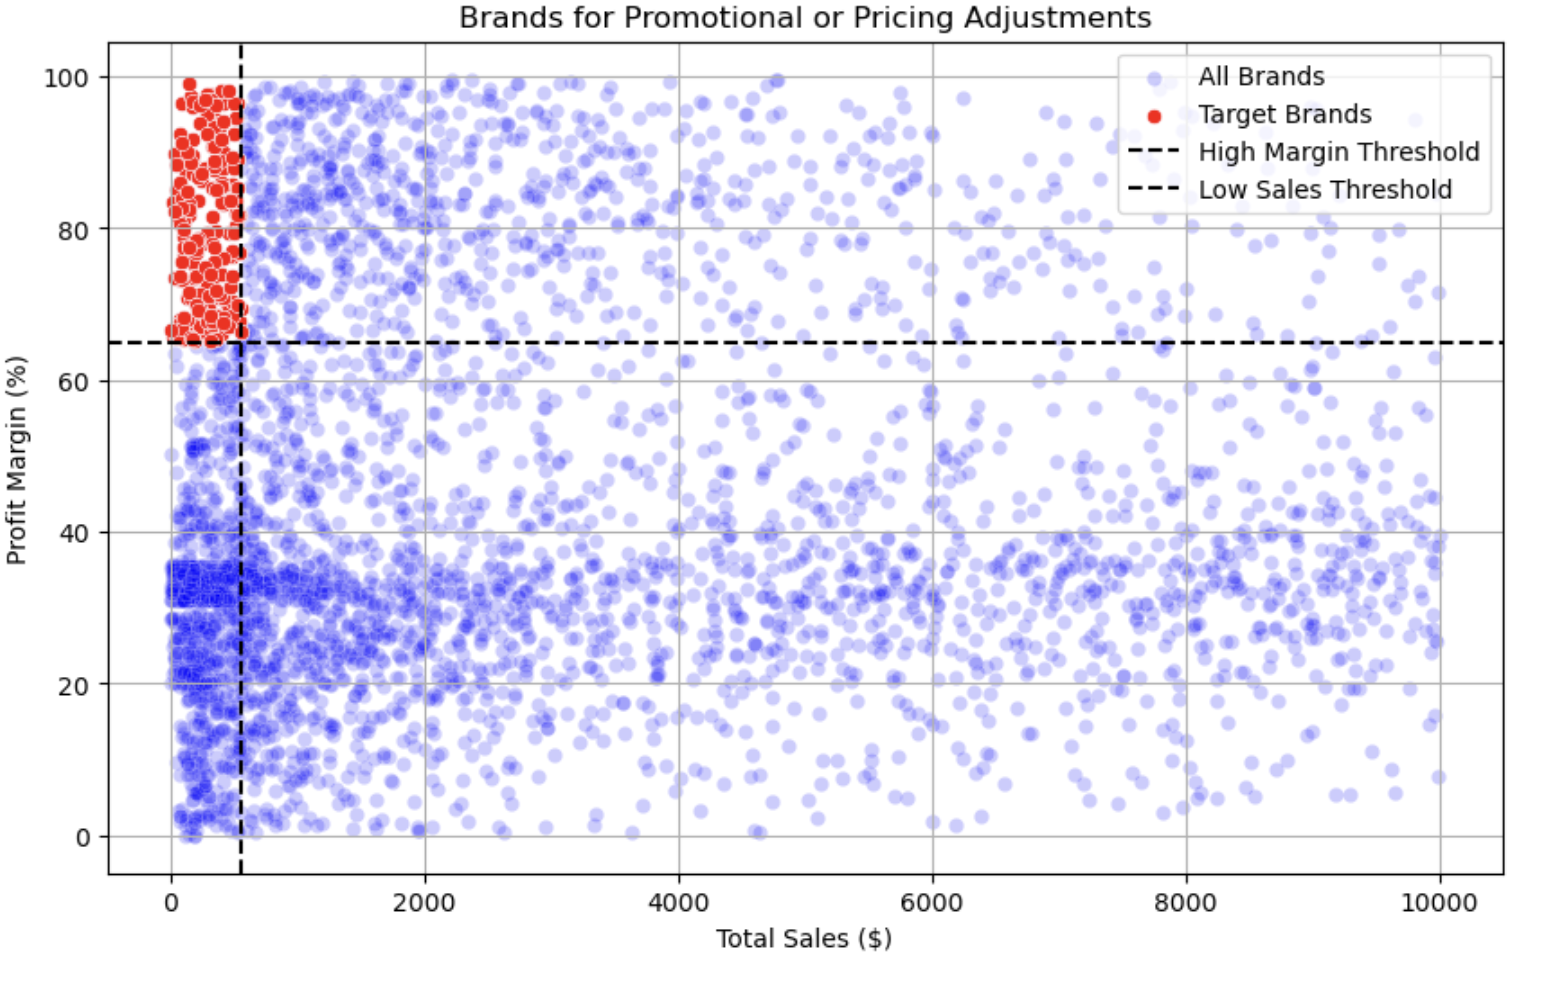 Brands for Promotional or Pricing Adjustments
All Brands
Target Brands
High Margin Threshold
Low Sales Threshold
Profit Margin (%)
100
80
60
40
20
0
0 2000 4000 6000 8000 10000
Total Sales ($)